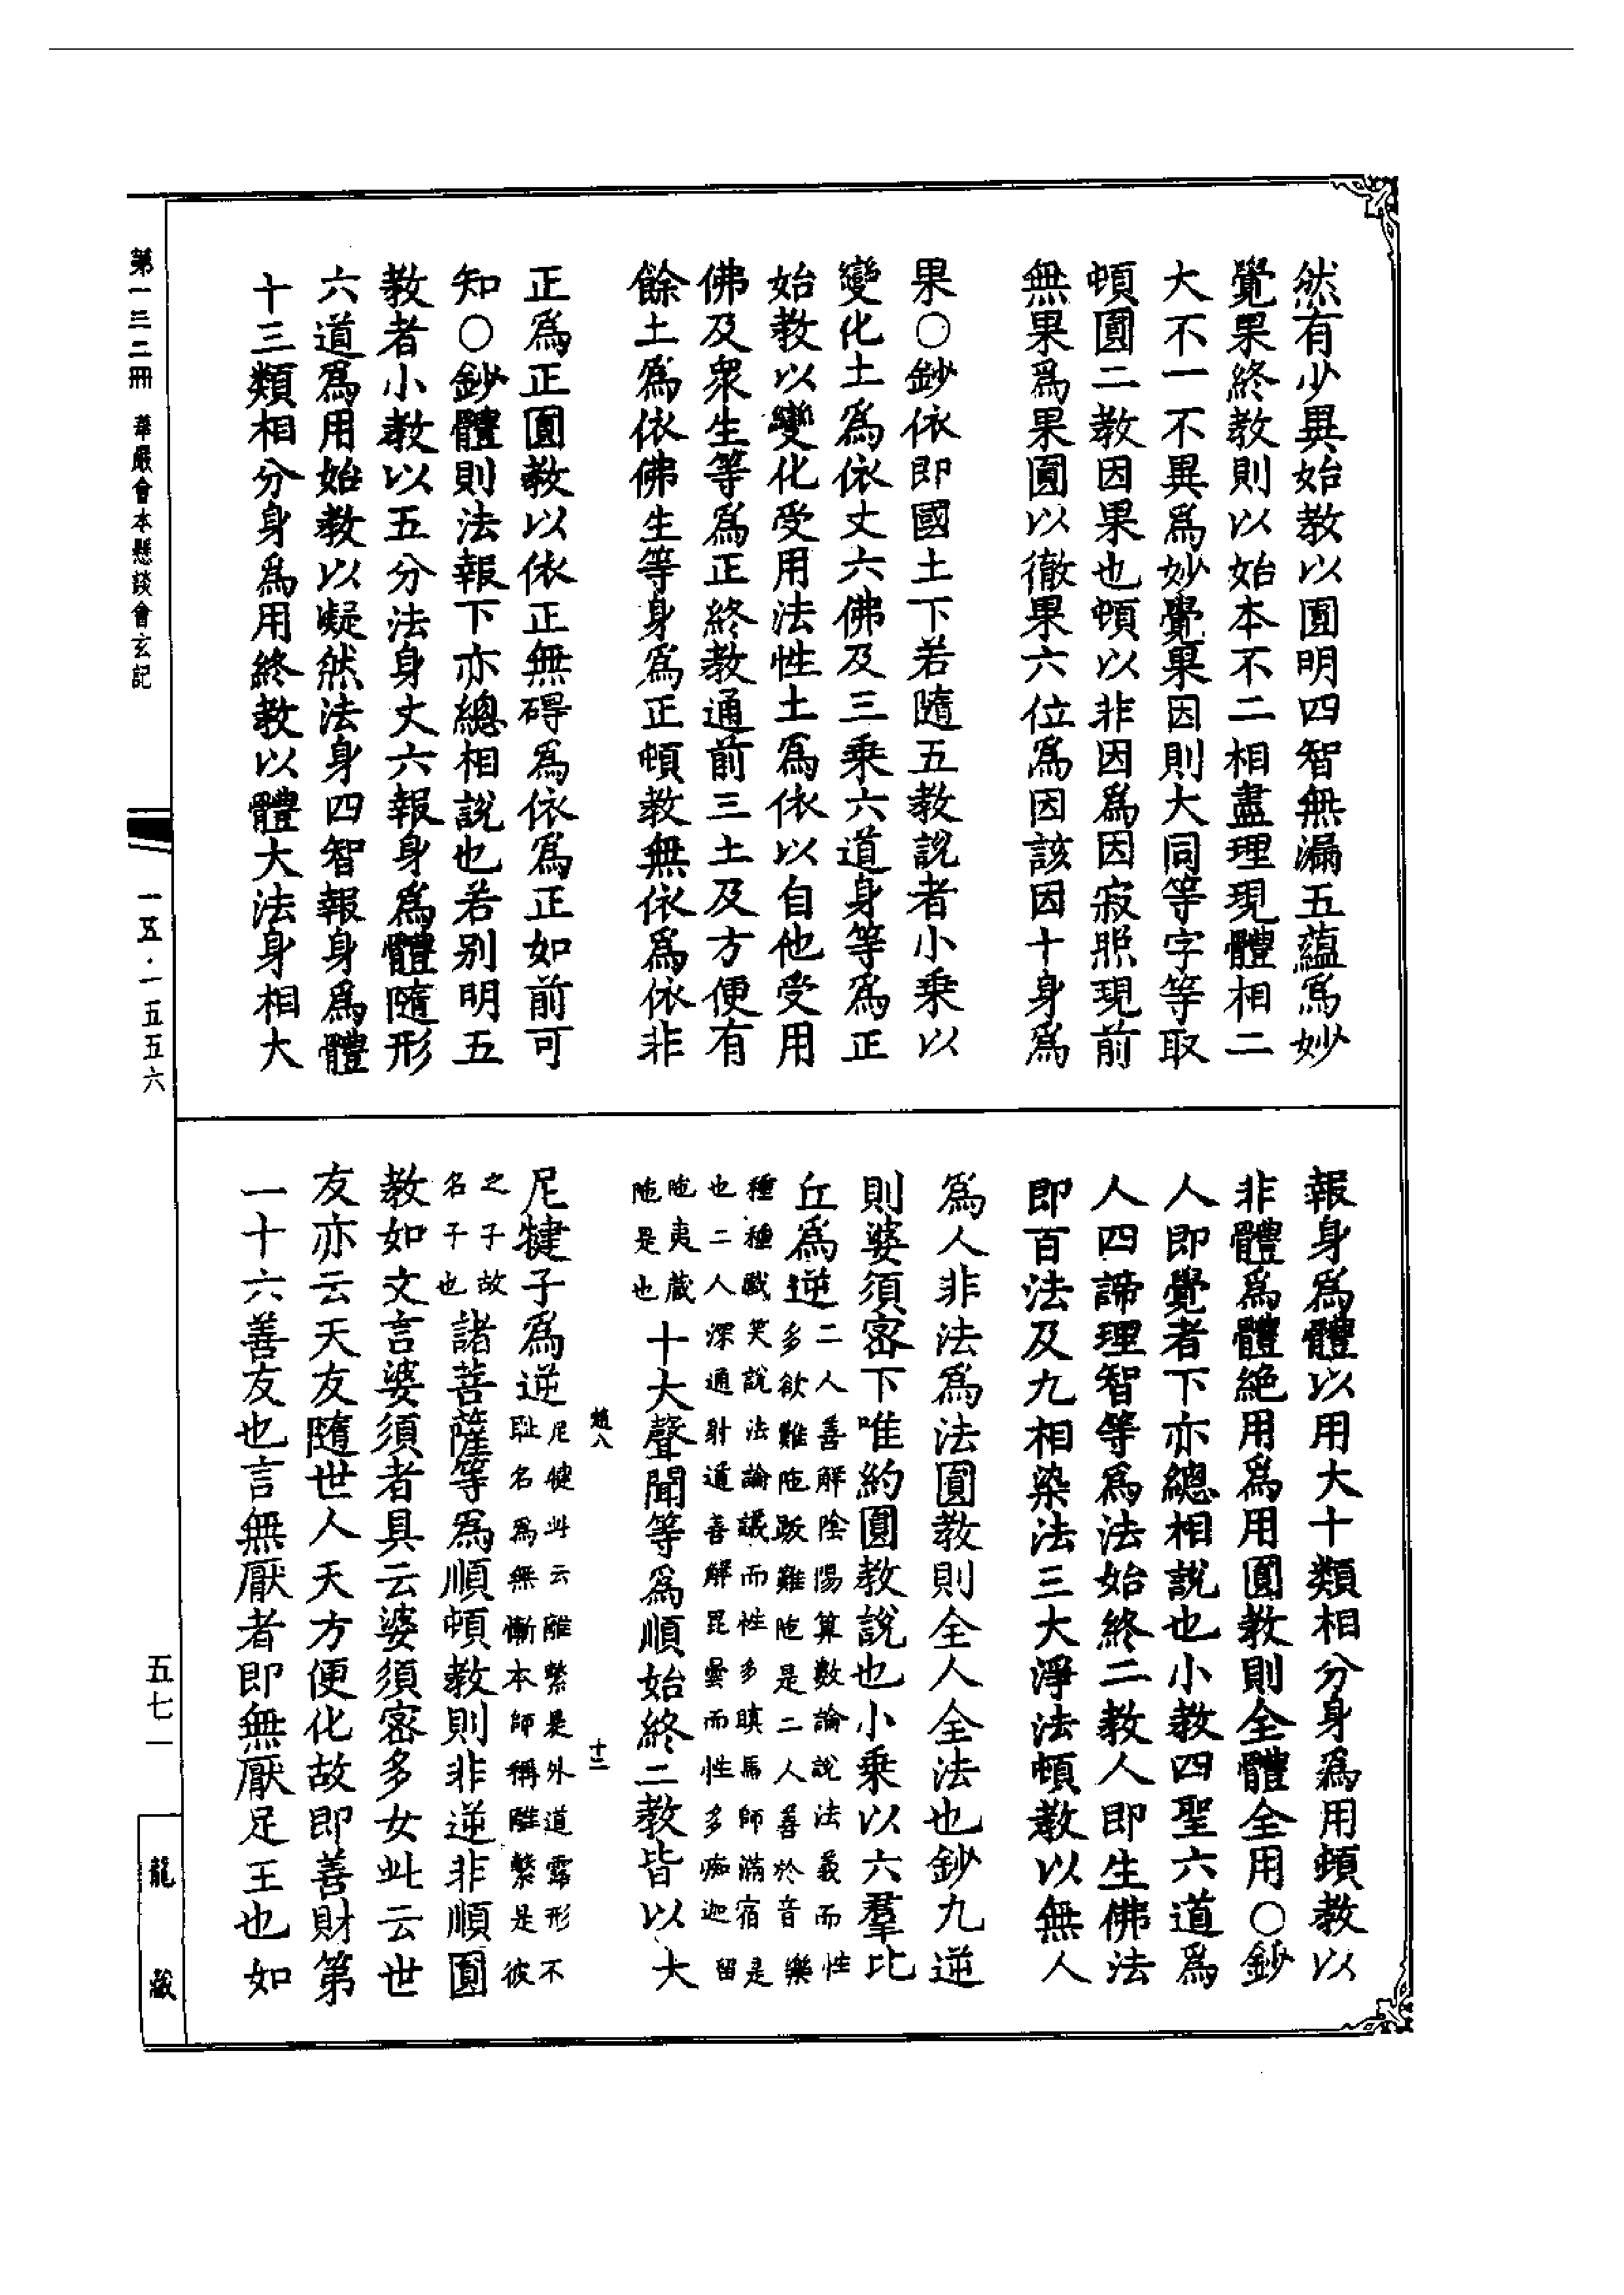 然有少異始教以圓明四智無漏五蘊爲妙
覺果終教則以始本不二相盡理現體相二
大不一不異爲妙覺果因則大同等字等取
頓圓二教因果也頓以非因爲因寂照現前
無果爲果圓以徹果六位爲因該因十身爲
果○鈔依即國土下若隨五教說者小乘以
變化土爲依丈六佛及三乘六道身等爲正
始教以變化受用法性土爲依以自他受用
佛及衆生等爲正終教通前三土及方便有
餘土爲依佛生等身爲正頓教無依爲依非
正爲正圓教以依正無碍爲依爲正如前可
知○鈔體則法報下亦總相說也若別明五
教者小教以五分法身丈六報身爲體隨形
六道爲用始教以凝然法身四智報身爲體
十三類相分身爲用終教以體大法身相大
報身爲體以用大十類相分身爲用頓教以
非體爲體絶用爲用圓教則全體全用○鈔
人即覺者下亦總相說也小教四聖六道爲
人四諦理智等爲法始終二教人即生佛法
即百法及九相染法三大淨法頓教以無人
爲人非法爲法圓教則全人全法也鈔九逆
則婆須密下唯約圓教說也小乘以六羣比
丘爲逆
二人善解陰陽算數論說法義而性
多欲難陁跋難陁是二人善於音樂
種種戲笑說法論議而性多瞋馬師滿宿是
也二人深通射道善解毘曇而性多痴迦留
陁夷蔵
陁是也
十大聲聞等爲順始終二教皆以大
趙八
十二
尼犍子爲逆
尼犍此云離繫是外道露形不
耻名爲無慚本師稱離繫是彼
之子故
名子也
諸菩薩等爲順頓教則非逆非順圓
教如文言婆須者具云婆須密多女此云世
友亦云天友隨世人天方便化故即善財第
一十六善友也言無厭者即無厭足王也如
第一三二冊
華嚴會本懸談會玄記
一五·一五五六
五七一
龍藏